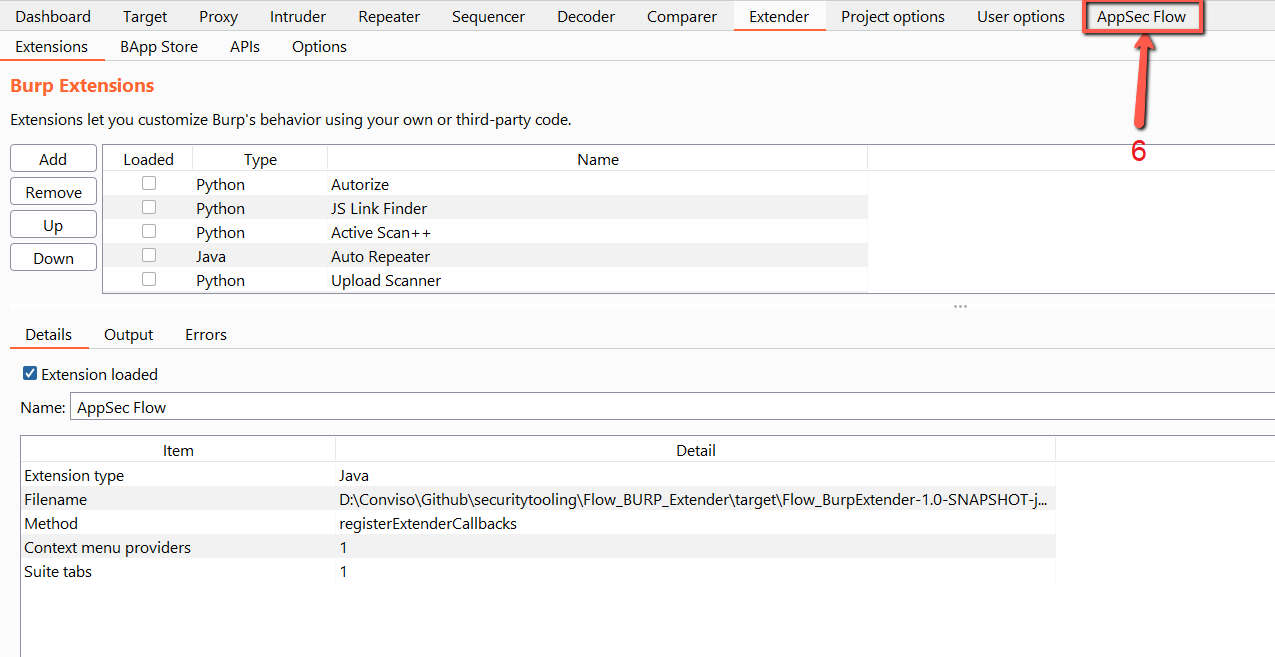 Dashboard Target Proxy Intruder Repeater Sequencer Decoder Comparer Extender Project options User options AppSec Flow
Extensions BApp Store APIs Options
6
Burp Extensions
Extensions let you customize Burp's behavior using your own or third-party code.
Add
Remove
Up
Down
Loaded Type Name
Python Autorize
Python JS Link Finder
Python Active Scan++
Java Auto Repeater
Python Upload Scanner
Details Output Errors
Extension loaded
Name: AppSec Flow
Item Detail
Extension type Java
Filename D:\Conviso\Github\securitytooling\Flow_BURP_Extender\target\Flow_BurpExtender-1.0-SNAPSHOT-j...
Method registerExtenderCallbacks
Context menu providers 1
Suite tabs 1